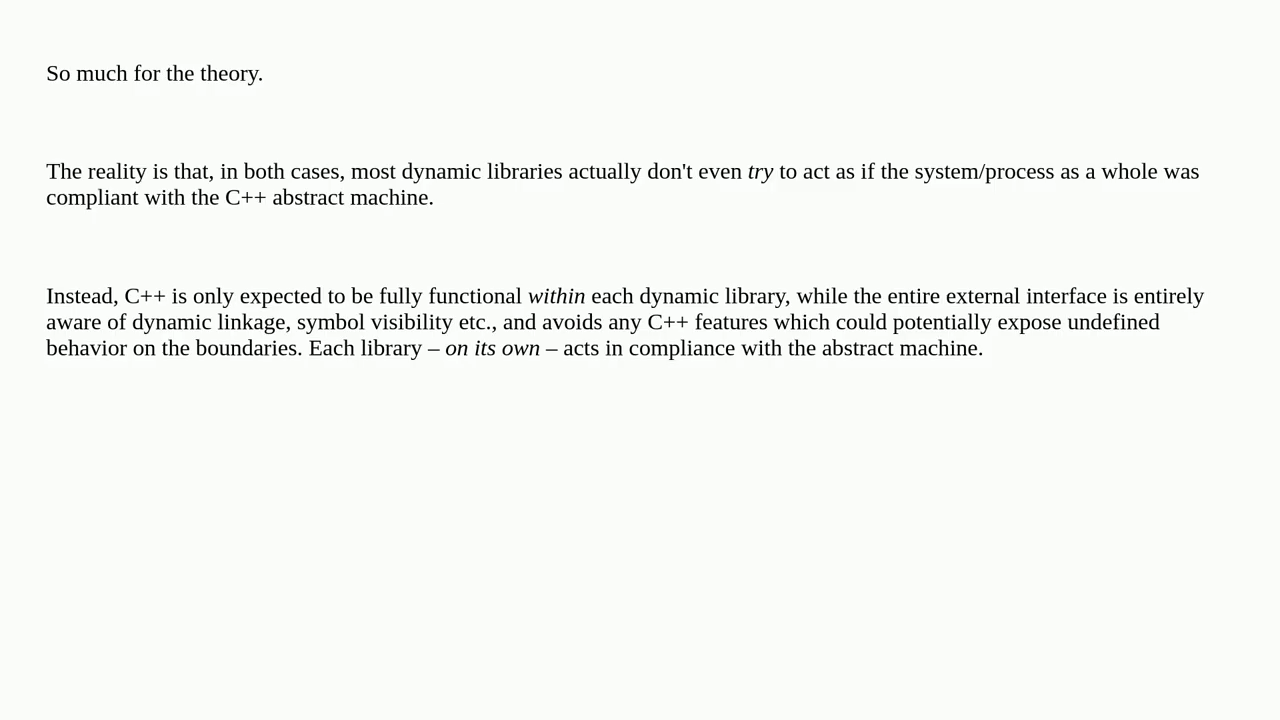 So much for the theory.
The reality is that, in both cases, most dynamic libraries actually don't even try to act as if the system/process as a whole was
compliant with the C++ abstract machine.
Instead, C++ is only expected to be fully functional within each dynamic library, while the entire external interface is entirely
aware of dynamic linkage, symbol visibility etc., and avoids any C++ features which could potentially expose undefined
behavior on the boundaries. Each library – on its own – acts in compliance with the abstract machine.